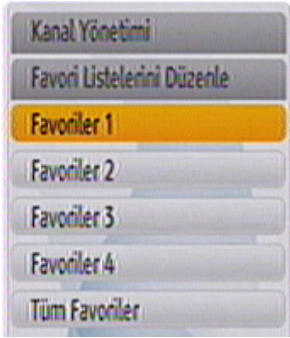 Kanal Yönetimi
Favori Listelerini Düzenle
Favoriler 1
Favoriler 2
Favoriler 3
Favoriler 4
Tüm Favoriler